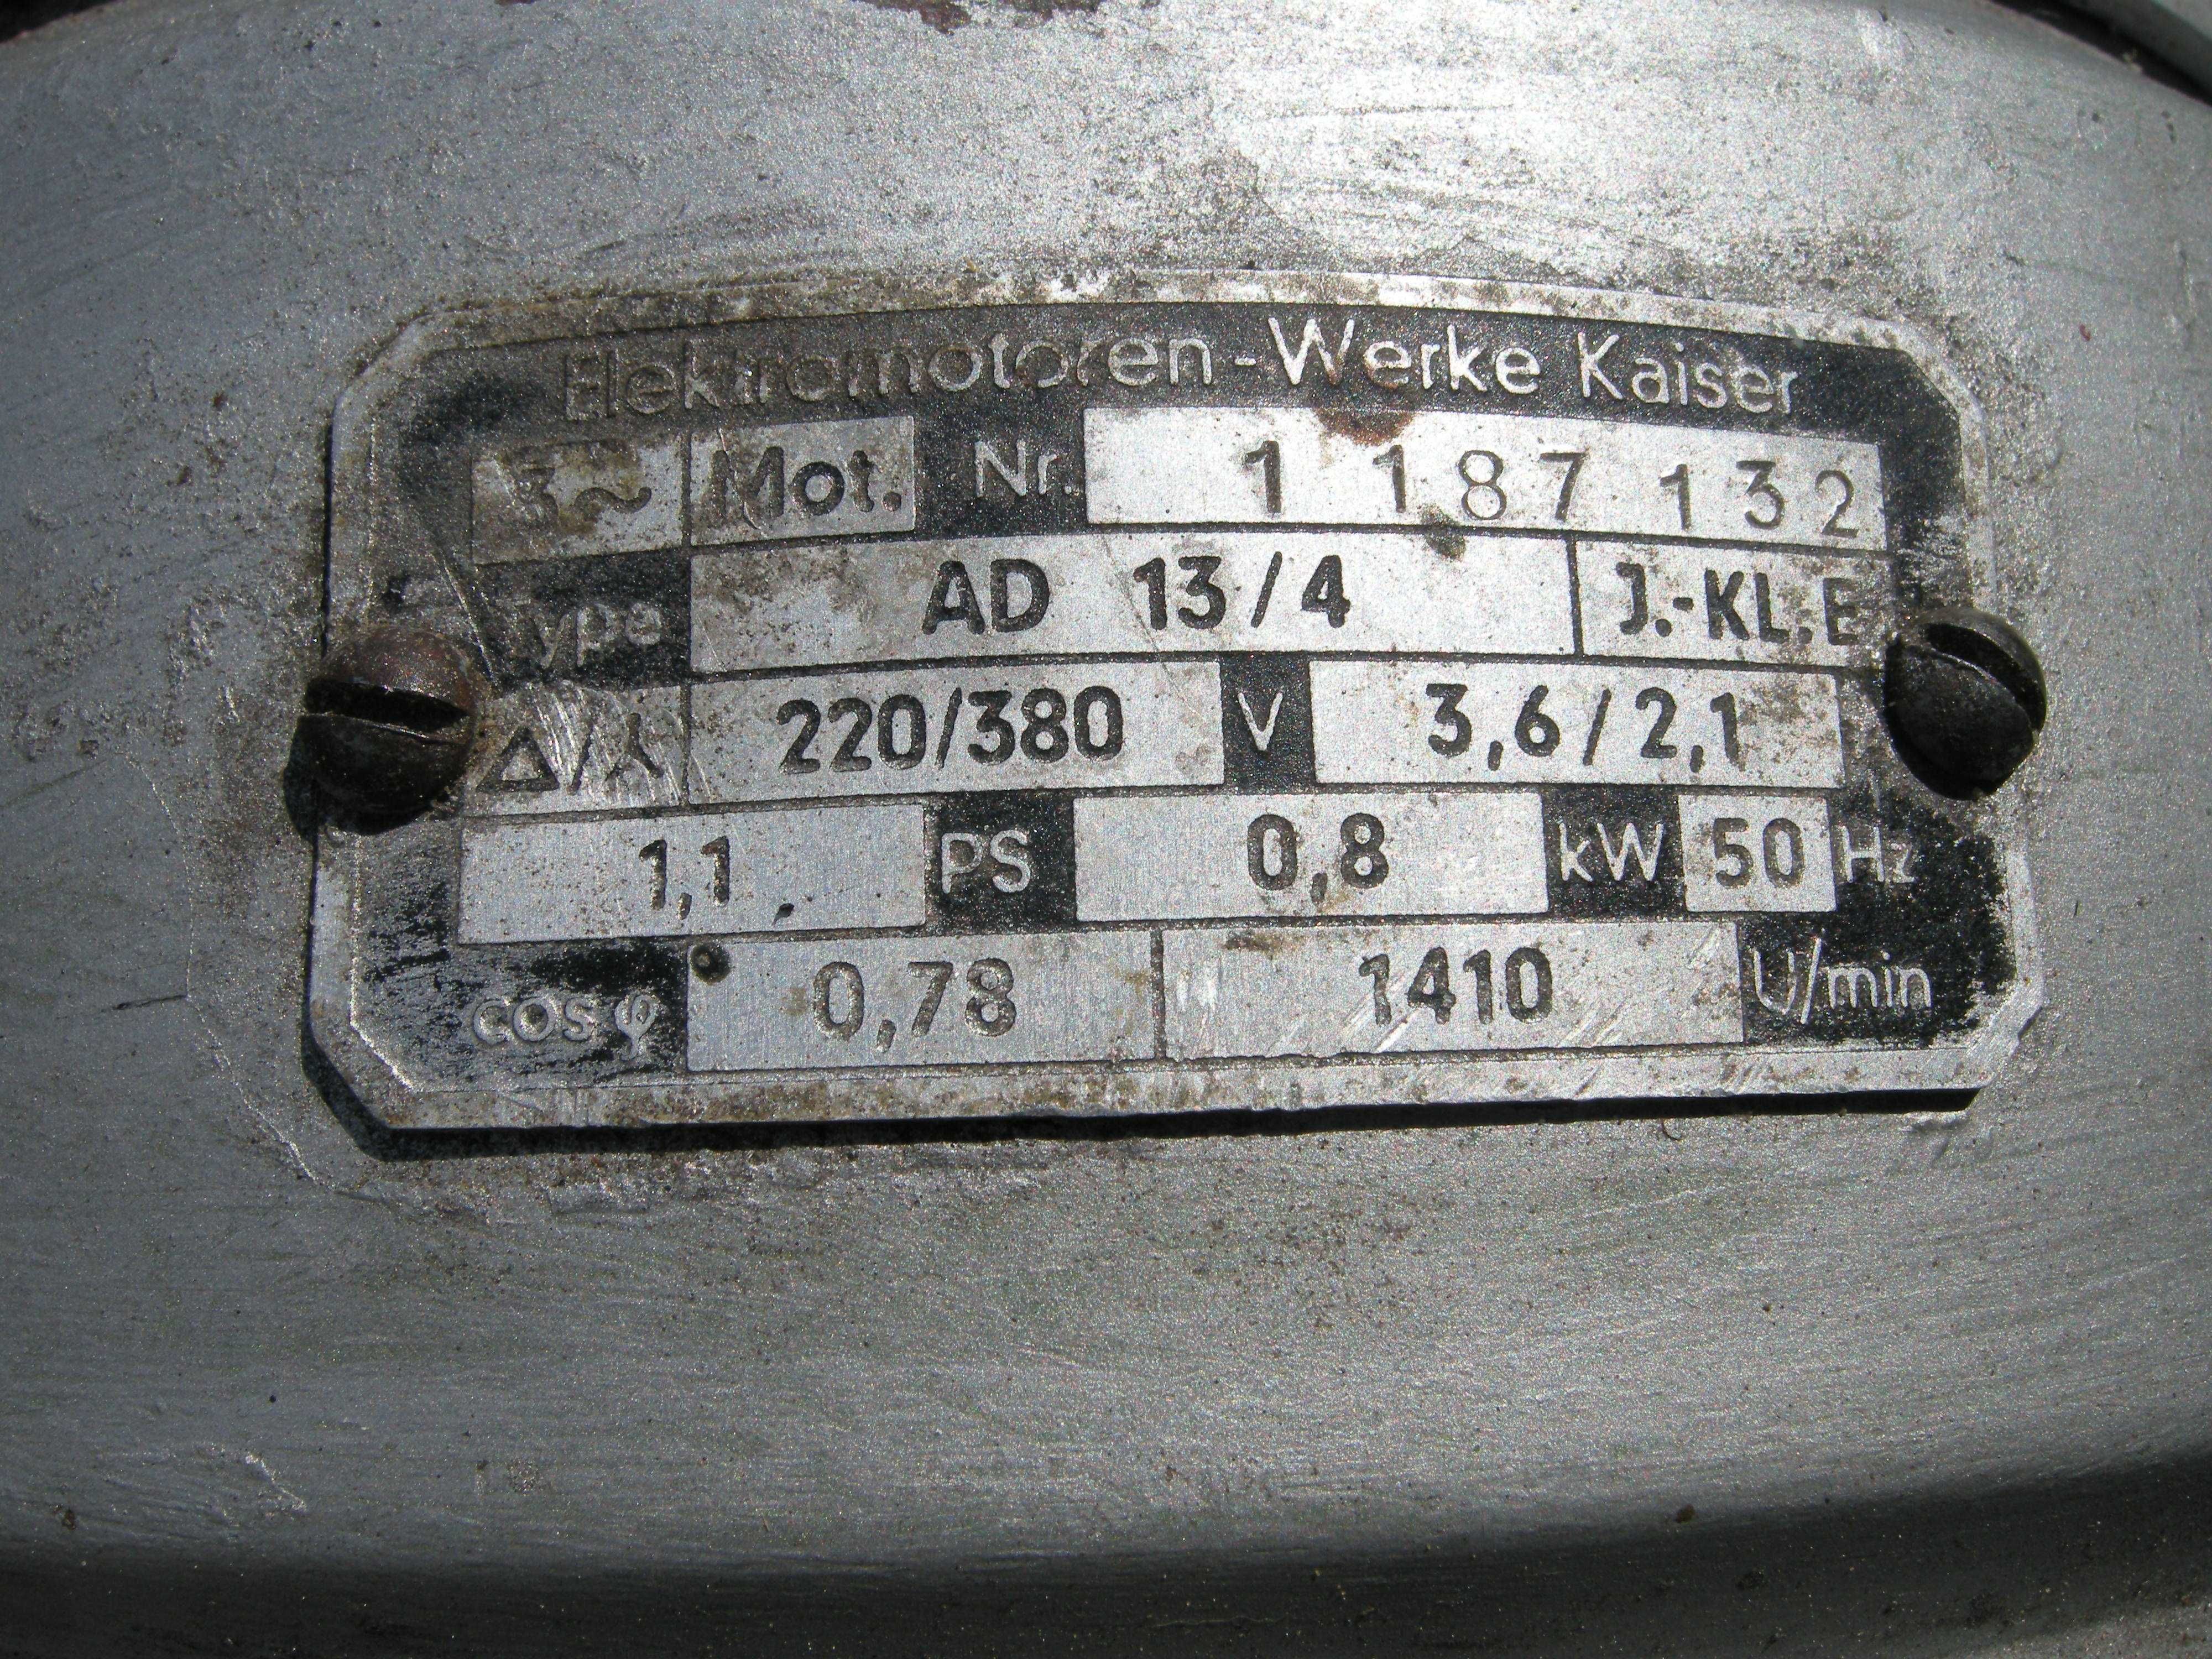 Elektromotoren-Werke Kaiser
3~ Mot. Nr. 1 187 132
Type AD 13/4 J.-KL.E
Δ/⅄ 220/380 V 3,6/2,1
1,1 PS 0,8 kW 50 Hz
cos φ 0,78 1410 U/min